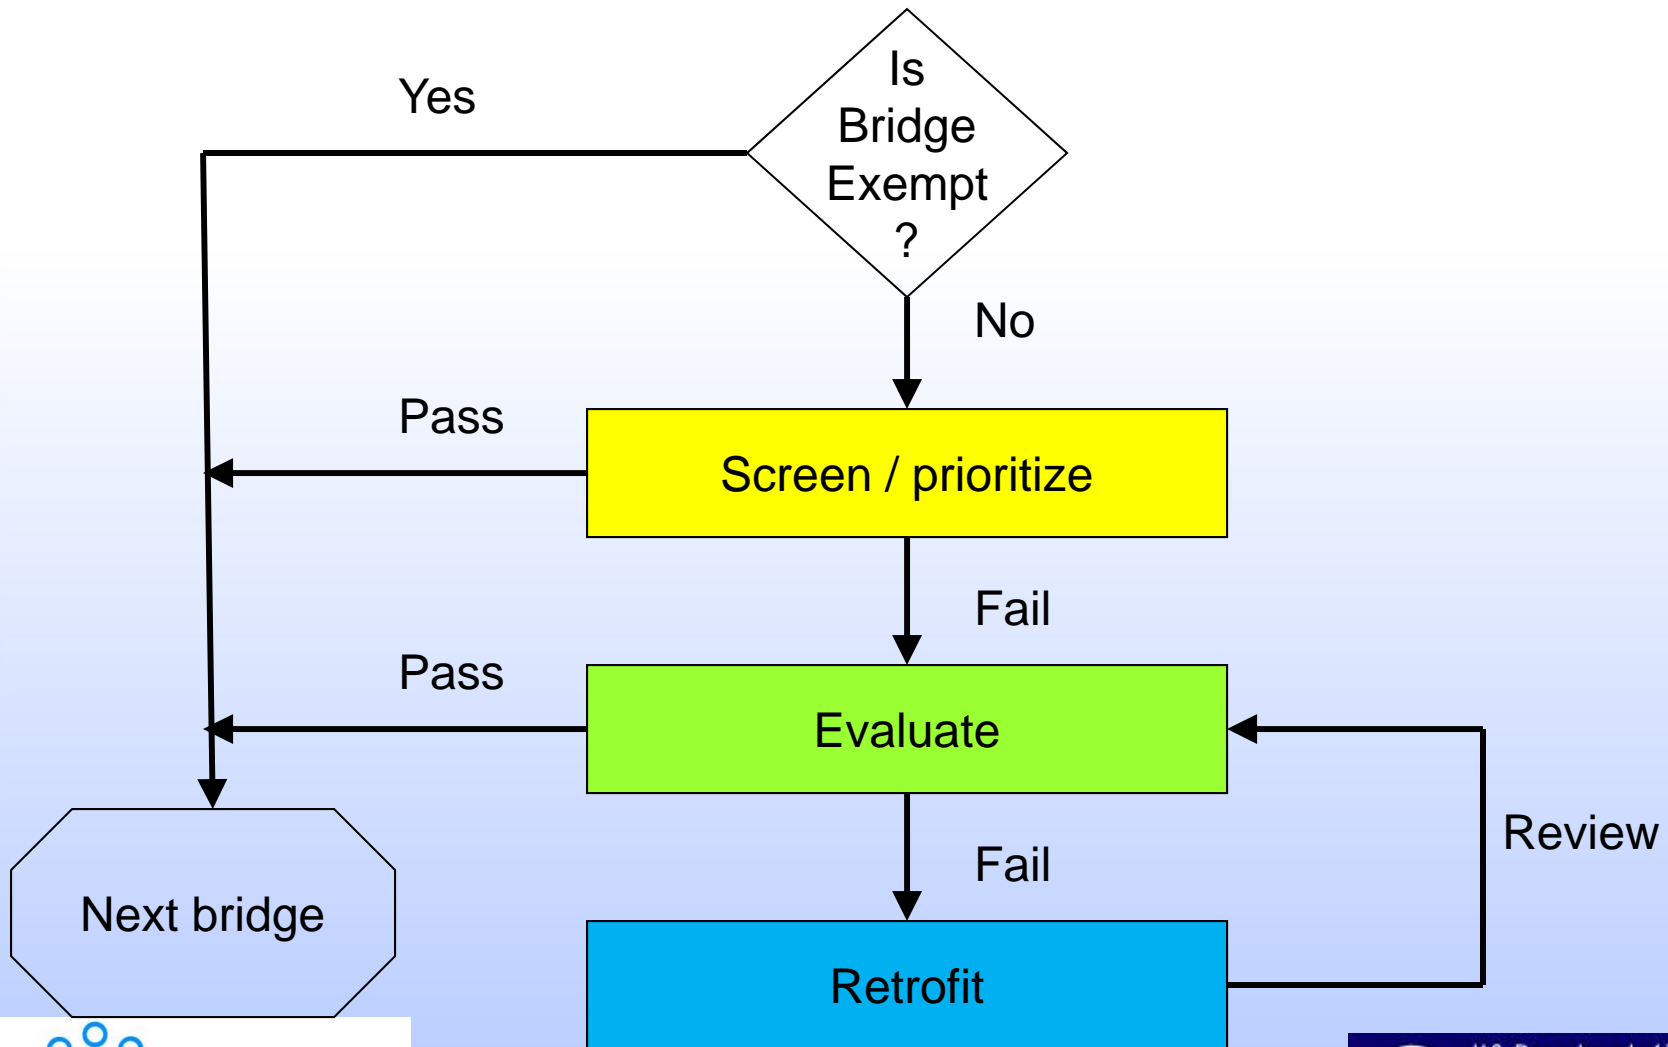 Is
Bridge
Exempt
?
Yes
No
Pass
Screen / prioritize
Fail
Pass
Evaluate
Review
Fail
Next bridge
Retrofit